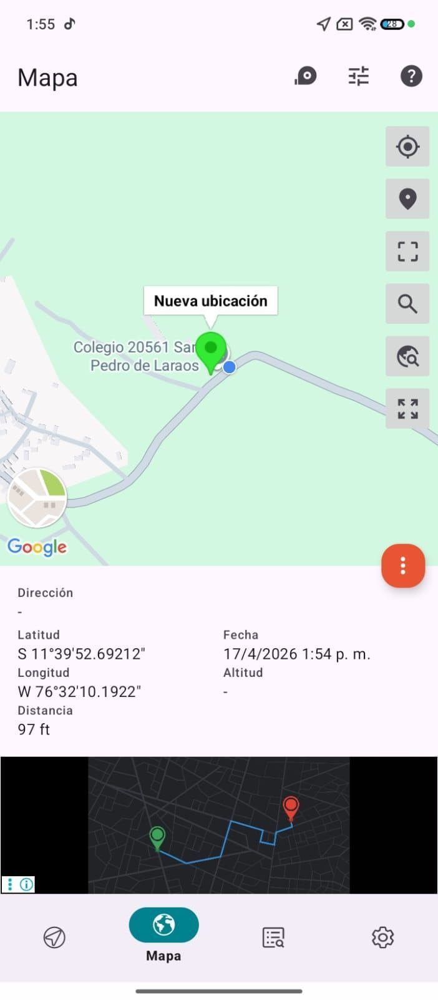 1:55
28
Mapa
Nueva ubicación
Colegio 20561 San
Pedro de Laraos
Google
Dirección
-
Latitud
Fecha
S 11°39'52.69212"
17/4/2026 1:54 p. m.
Longitud
Altitud
W 76°32'10.1922"
-
Distancia
97 ft
Mapa